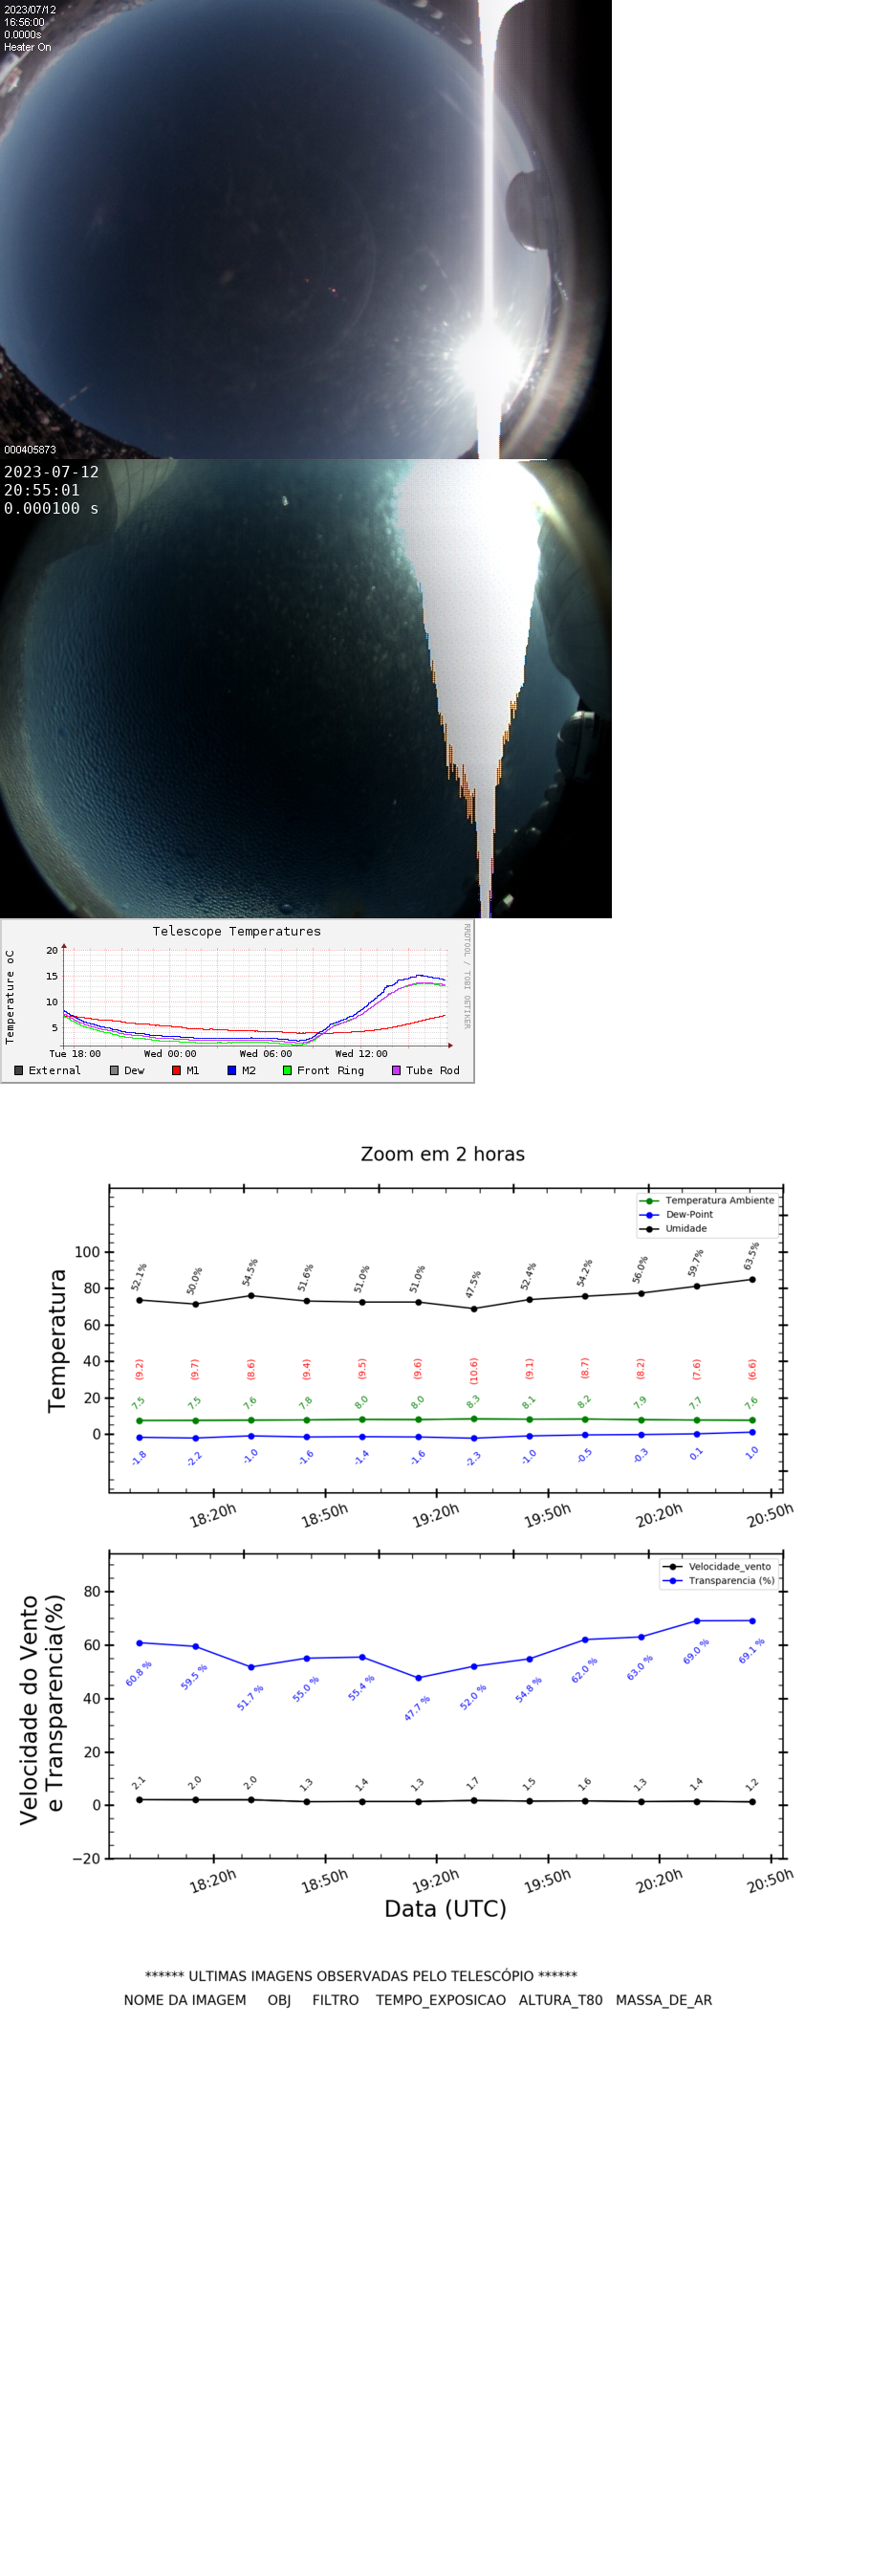 2023/07/12
16:56:00
0.0000s
Heater On
000405873
2023-07-12
20:55:01
0.000100 s
Telescope Temperatures
RRDTOOL / TOBI OETIKER
Temperature oC
20
15
10
5
Tue 18:00 Wed 00:00 Wed 06:00 Wed 12:00
External Dew M1 M2 Front Ring Tube Rod
Zoom em 2 horas
Temperatura Ambiente
Dew-Point
Umidade
Temperatura
100
80
60
40
20
0
52.1% 50.0% 54.5% 51.6% 51.0% 51.0% 47.5% 52.4% 54.2% 56.0% 59.7% 63.5%
(9.2) (9.7) (8.6) (9.4) (9.5) (9.6) (10.6) (9.1) (8.7) (8.2) (7.6) (6.6)
7.5 7.5 7.6 7.8 8.0 8.0 8.3 8.1 8.2 7.9 7.7 7.6
-1.8 -2.2 -1.0 -1.6 -1.4 -1.6 -2.3 -1.0 -0.5 -0.3 0.1 1.0
18:20h 18:50h 19:20h 19:50h 20:20h 20:50h
Velocidade_vento
Transparencia (%)
Velocidade do Vento
e Transparencia(%)
80
60
40
20
0
−20
60.8 % 59.5 % 51.7 % 55.0 % 55.4 % 47.7 % 52.0 % 54.8 % 62.0 % 63.0 % 69.0 % 69.1 %
2.1 2.0 2.0 1.3 1.4 1.3 1.7 1.5 1.6 1.3 1.4 1.2
18:20h 18:50h 19:20h 19:50h 20:20h 20:50h
Data (UTC)
****** ULTIMAS IMAGENS OBSERVADAS PELO TELESCÓPIO ******
NOME DA IMAGEM OBJ FILTRO TEMPO_EXPOSICAO ALTURA_T80 MASSA_DE_AR